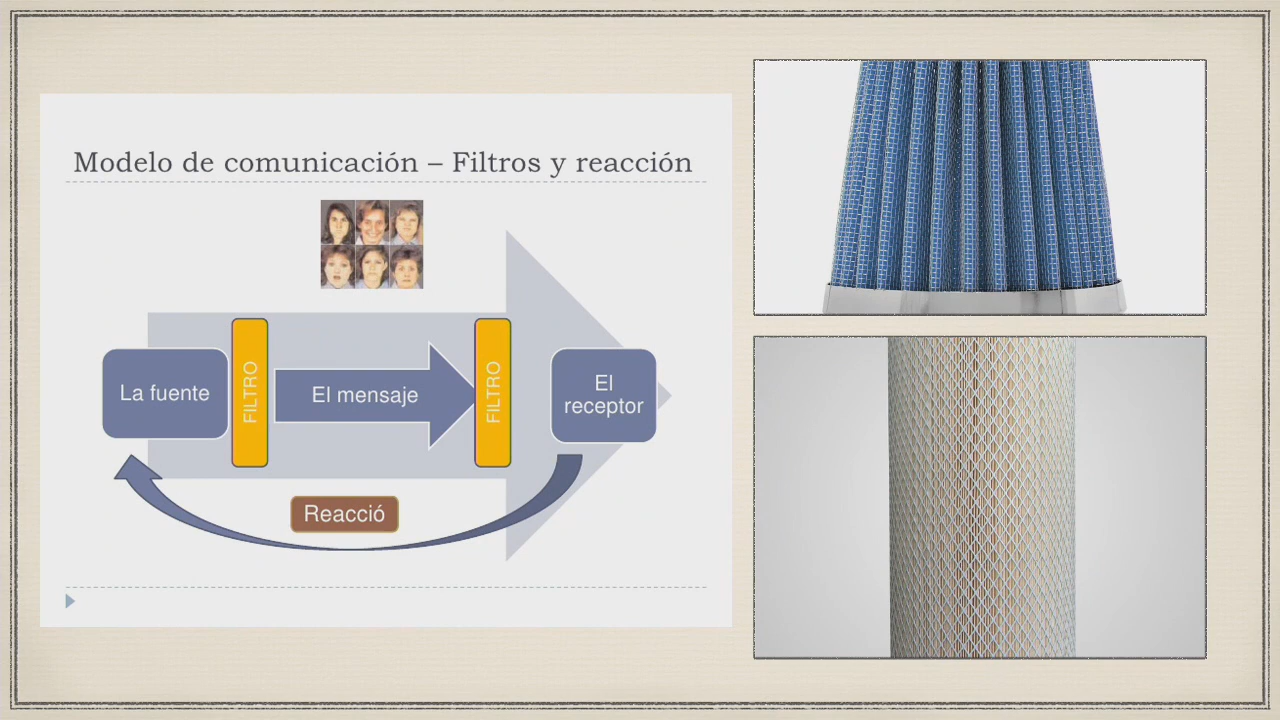 Modelo de comunicación – Filtros y reacción
La fuente
FILTRO
El mensaje
FILTRO
El
receptor
Reacció